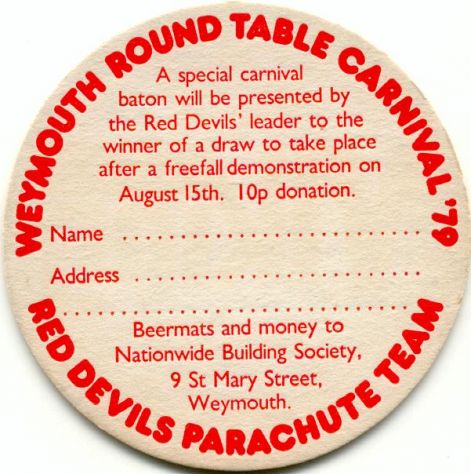 WEYMOUTH ROUND TABLE CARNIVAL '79
A special carnival
baton will be presented by
the Red Devils' leader to the
winner of a draw to take place
after a freefall demonstration on
August 15th. 10p donation.
Name ..............................
Address ..............................
..............................
Beermats and money to
Nationwide Building Society,
9 St Mary Street,
Weymouth.
RED DEVILS PARACHUTE TEAM